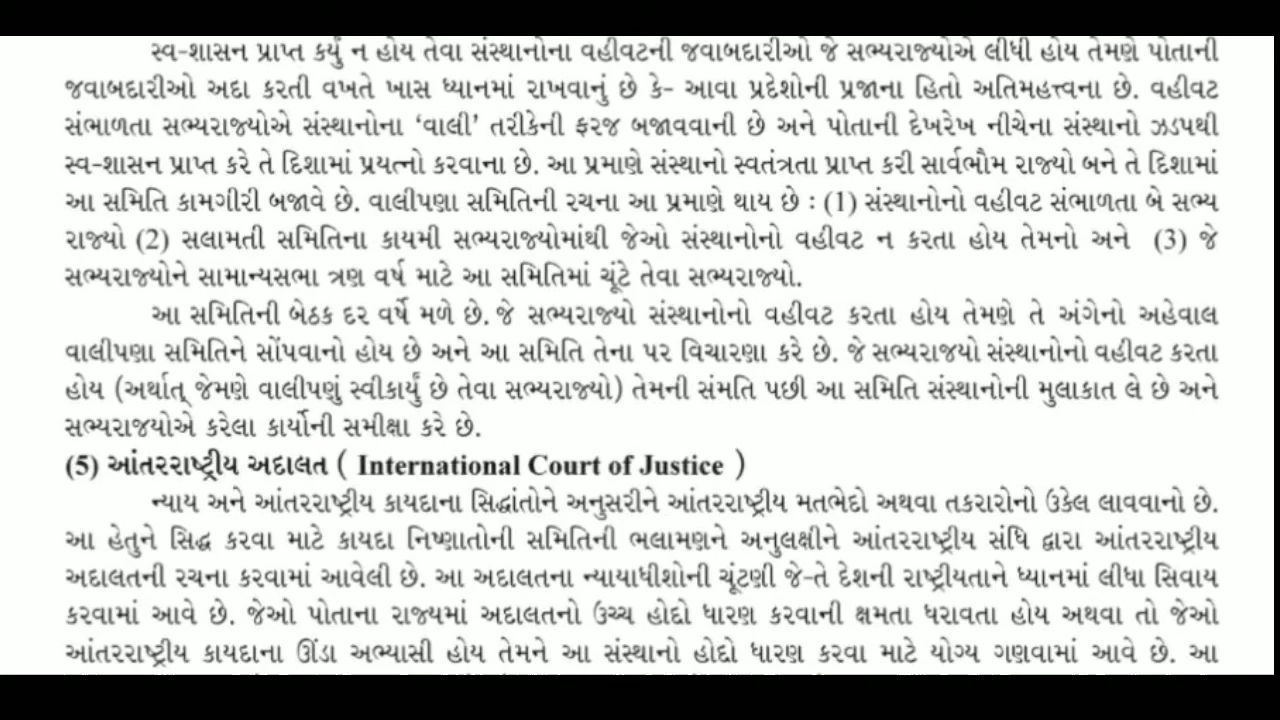 સ્વ-શાસન પ્રાપ્ત કર્યું ન હોય તેવા સંસ્થાનોના વહીવટની જવાબદારીઓ જે સભ્યરાજ્યોએ લીધી હોય તેમણે પોતાની
જવાબદારીઓ અદા કરતી વખતે ખાસ ધ્યાનમાં રાખવાનું છે કે- આવા પ્રદેશોની પ્રજાના હિતો અતિમહત્ત્વના છે. વહીવટ
સંભાળતા સભ્યરાજ્યોએ સંસ્થાનોના ‘વાલી’ તરીકેની ફરજ બજાવવાની છે અને પોતાની દેખરેખ નીચેના સંસ્થાનો ઝડપથી
સ્વ-શાસન પ્રાપ્ત કરે તે દિશામાં પ્રયત્નો કરવાના છે. આ પ્રમાણે સંસ્થાનો સ્વતંત્રતા પ્રાપ્ત કરી સાર્વભૌમ રાજ્યો બને તે દિશામાં
આ સમિતિ કામગીરી બજાવે છે. વાલીપણા સમિતિની રચના આ પ્રમાણે થાય છે : (1) સંસ્થાનોનો વહીવટ સંભાળતા બે સભ્ય
રાજ્યો (2) સલામતી સમિતિના કાયમી સભ્યરાજ્યોમાંથી જેઓ સંસ્થાનોનો વહીવટ ન કરતા હોય તેમનો અને (3) જે
સભ્યરાજ્યોને સામાન્યસભા ત્રણ વર્ષ માટે આ સમિતિમાં ચૂંટે તેવા સભ્યરાજ્યો.
આ સમિતિની બેઠક દર વર્ષે મળે છે. જે સભ્યરાજ્યો સંસ્થાનોનો વહીવટ કરતા હોય તેમણે તે અંગેનો અહેવાલ
વાલીપણા સમિતિને સોંપવાનો હોય છે અને આ સમિતિ તેના પર વિચારણા કરે છે. જે સભ્યરાજયો સંસ્થાનોનો વહીવટ કરતા
હોય (અર્થાત્ જેમણે વાલીપણું સ્વીકાર્યું છે તેવા સભ્યરાજ્યો) તેમની સંમતિ પછી આ સમિતિ સંસ્થાનોની મુલાકાત લે છે અને
સભ્યરાજયોએ કરેલા કાર્યોની સમીક્ષા કરે છે.
(5) આંતરરાષ્ટ્રીય અદાલત ( International Court of Justice )
ન્યાય અને આંતરરાષ્ટ્રીય કાયદાના સિદ્ધાંતોને અનુસરીને આંતરરાષ્ટ્રીય મતભેદો અથવા તકરારોનો ઉકેલ લાવવાનો છે.
આ હેતુને સિદ્ધ કરવા માટે કાયદા નિષ્ણાતોની સમિતિની ભલામણને અનુલક્ષીને આંતરરાષ્ટ્રીય સંધિ દ્વારા આંતરરાષ્ટ્રીય
અદાલતની રચના કરવામાં આવેલી છે. આ અદાલતના ન્યાયાધીશોની ચૂંટણી જે-તે દેશની રાષ્ટ્રીયતાને ધ્યાનમાં લીધા સિવાય
કરવામાં આવે છે. જેઓ પોતાના રાજ્યમાં અદાલતનો ઉચ્ચ હોદ્દો ધારણ કરવાની ક્ષમતા ધરાવતા હોય અથવા તો જેઓ
આંતરરાષ્ટ્રીય કાયદાના ઊંડા અભ્યાસી હોય તેમને આ સંસ્થાનો હોદ્દો ધારણ કરવા માટે યોગ્ય ગણવામાં આવે છે. આ